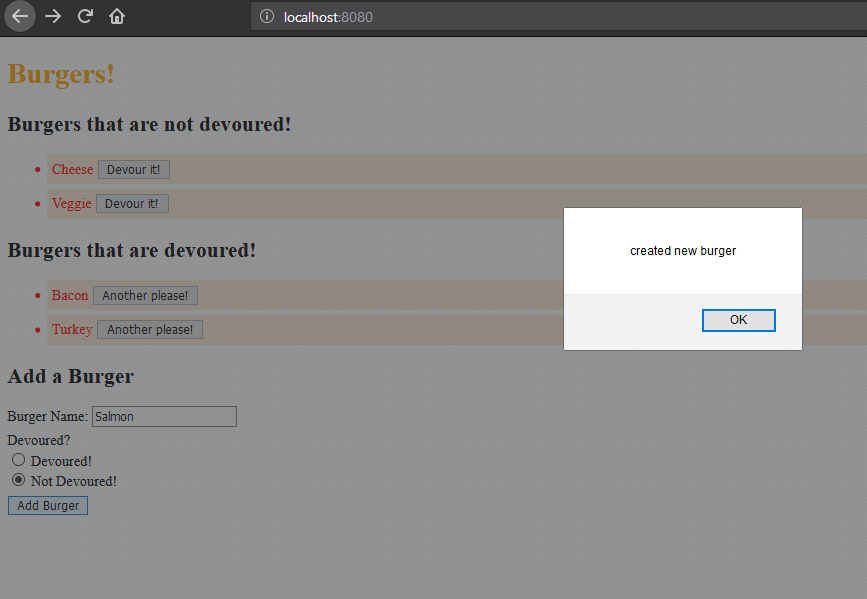 localhost:8080
Burgers!
Burgers that are not devoured!
Cheese Devour it!
Veggie Devour it!
created new burger
OK
Burgers that are devoured!
Bacon Another please!
Turkey Another please!
Add a Burger
Burger Name: Salmon
Devoured?
Devoured!
Not Devoured!
Add Burger